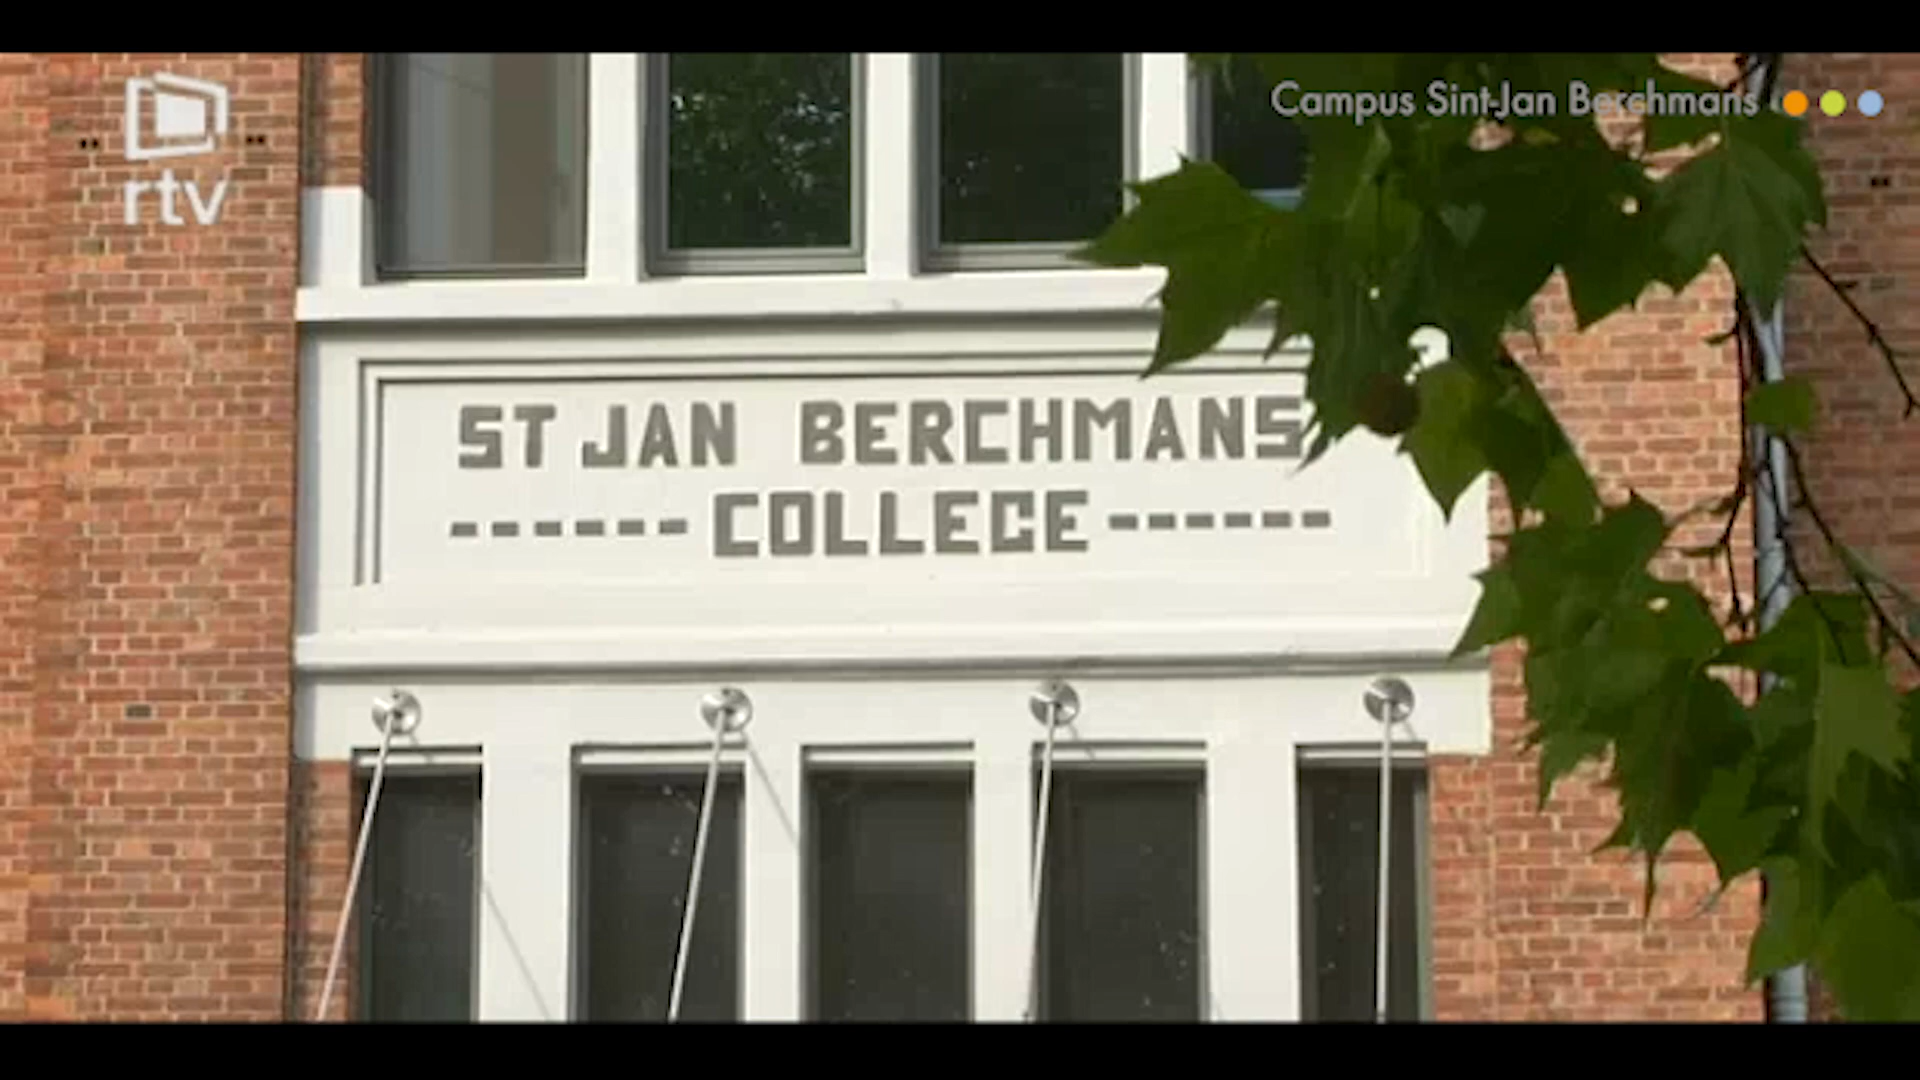 rtv
Campus Sint-Jan Berchmans
ST JAN BERCHMANS
------ COLLEGE ------